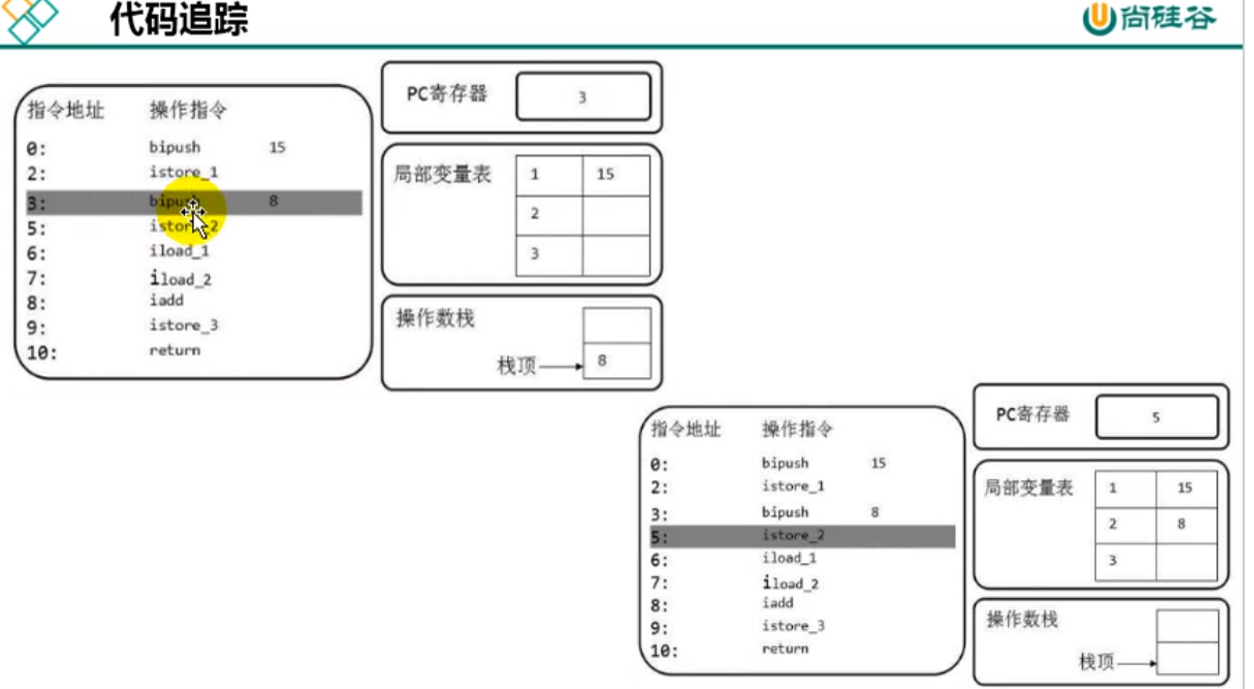 代码追踪
尚硅谷
指令地址 操作指令
0: bipush 15
2: istore_1
3: bipush 8
5: istore_2
6: iload_1
7: iload_2
8: iadd
9: istore_3
10: return
PC寄存器 3
局部变量表 1 15
2
3
操作数栈
栈顶 8
指令地址 操作指令
0: bipush 15
2: istore_1
3: bipush 8
5: istore_2
6: iload_1
7: iload_2
8: iadd
9: istore_3
10: return
PC寄存器 5
局部变量表 1 15
2 8
3
操作数栈
栈顶